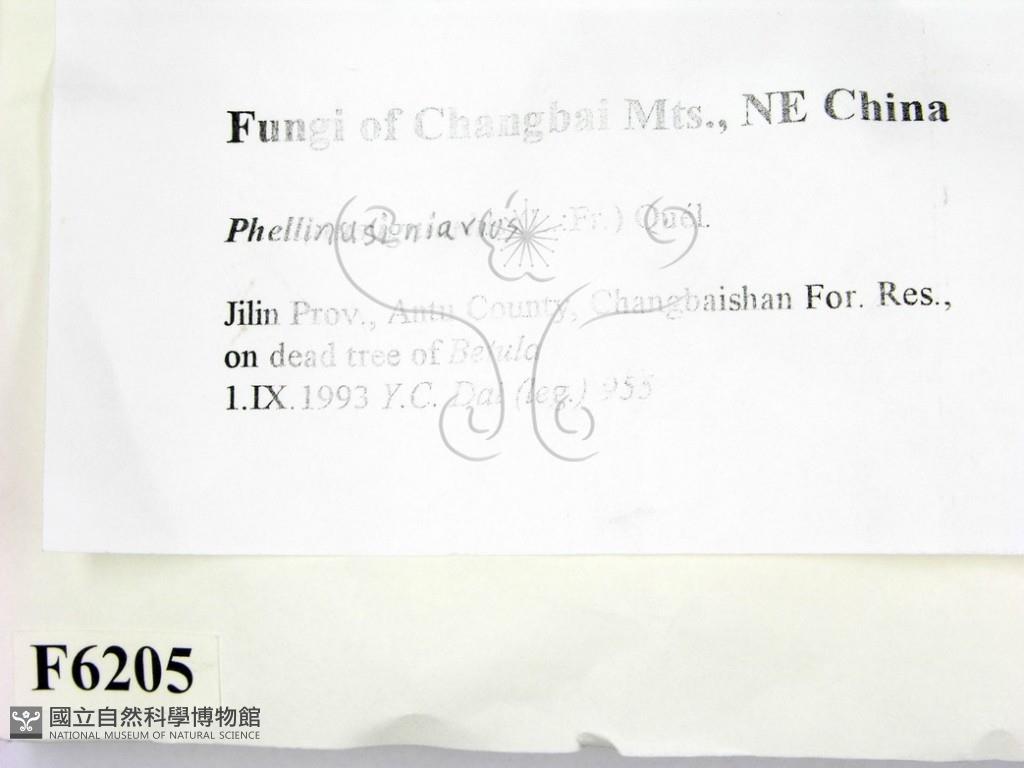 Fungi of Changbai Mts., NE China
Phellinus igniarius :Fr.) Quél.
Jilin Prov., Antu County, Changbaishan For. Res.,
on dead tree of Betula
1.IX.1993 Y.C. Dai (leg.) 955
F6205
國立自然科學博物館
NATIONAL MUSEUM OF NATURAL SCIENCE